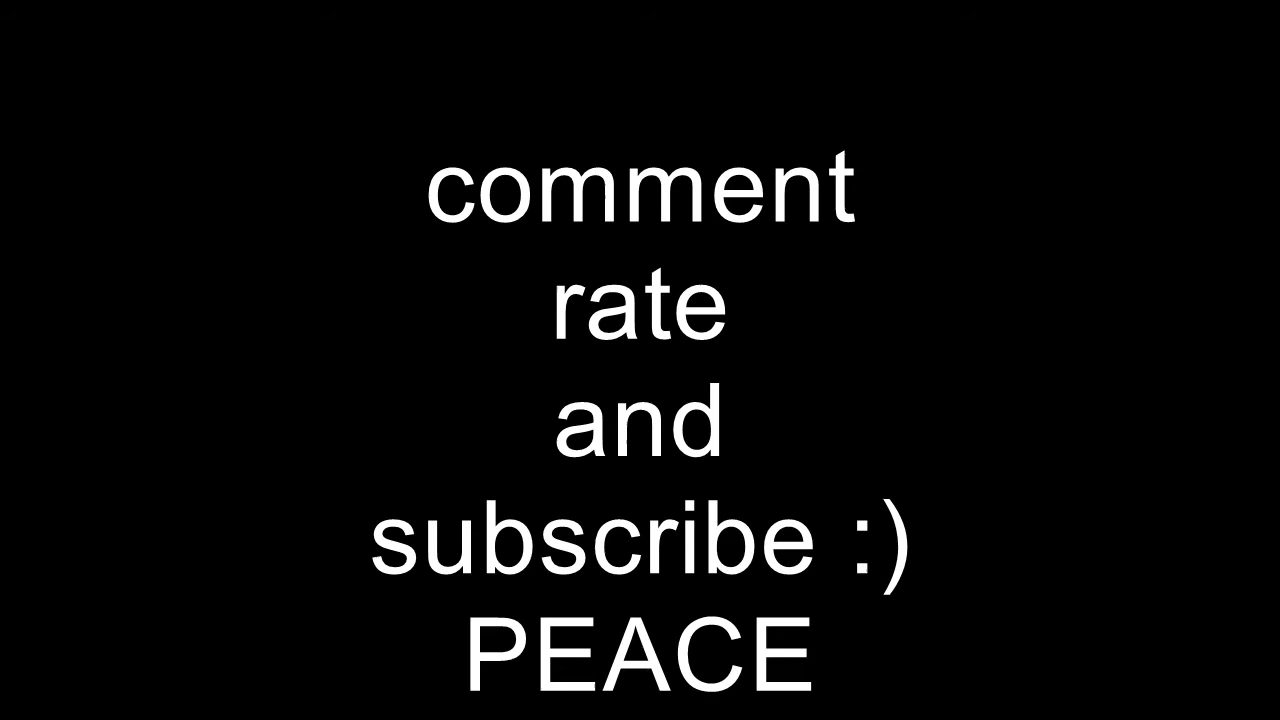 comment
rate
and
subscribe :)
PEACE